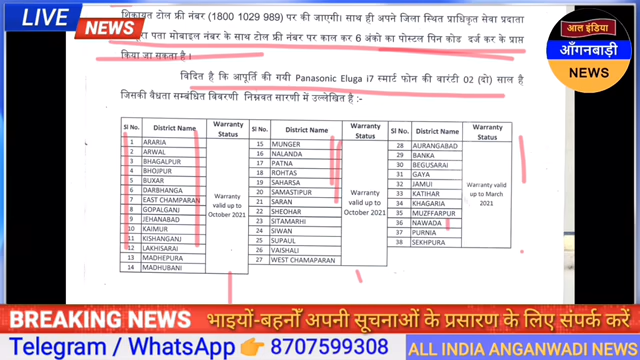 LIVE NEWS
शिकायत टोल फ्री नंबर (1800 1029 989) पर की जाएगी। साथ ही अपने जिला स्थित प्राधिकृत सेवा प्रदाता
पता मोबाइल नंबर के साथ टोल फ्री नंबर पर काल कर 6 अंको का पोस्टल पिन कोड दर्ज कर के प्राप्त
किया जा सकता है।
विदित है कि आपूर्ति की गयी Panasonic Eluga i7 स्मार्ट फोन की वारंटी 02 (दो) साल है
जिसकी वैधता सम्बंधित विवरणी निम्नवत सारणी में उल्लेखित है :-
आल इंडिया
आँगनबाड़ी
NEWS
Sl No. District Name Warranty Status
1 ARARIA
2 ARWAL
3 BHAGALPUR
4 BHOJPUR
5 BUXAR
6 DARBHANGA
7 EAST CHAMPARAN
8 GOPALGANJ
9 JEHANABAD
10 KAIMUR
11 KISHANGANJ
12 LAKHISARAI
13 MADHEPURA
14 MADHUBANI
Warranty valid up to October 2021
Sl No. District Name Warranty Status
15 MUNGER
16 NALANDA
17 PATNA
18 ROHTAS
19 SAHARSA
20 SAMASTIPUR
21 SARAN
22 SHEOHAR
23 SITAMARHI
24 SIWAN
25 SUPAUL
26 VAISHALI
27 WEST CHAMAPARAN
Warranty valid up to October 2021
Sl No. District Name Warranty Status
28 AURANGABAD
29 BANKA
30 BEGUSARAI
31 GAYA
32 JAMUI
33 KATIHAR
34 KHAGARIA
35 MUZFFARPUR
36 NAWADA
37 PURNIA
38 SEKHPURA
Warranty valid up to March 2021
BREAKING NEWS भाइयों-बहनों अपनी सूचनाओं के प्रसारण के लिए संपर्क करें
Telegram / WhatsApp 👉 8707599308 ALL INDIA ANGANWADI NEWS